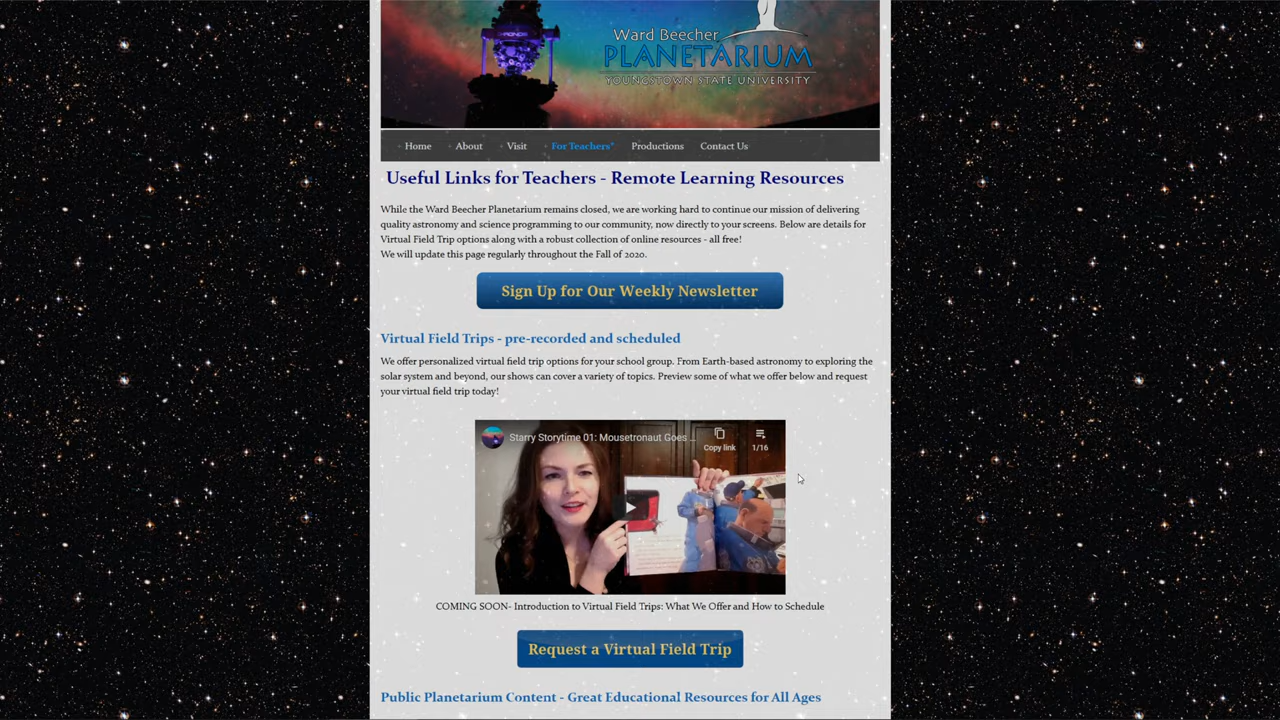 CHRONOS
Ward Beecher
PLANETARIUM
YOUNGSTOWN STATE UNIVERSITY
Home About Visit For Teachers* Productions Contact Us
Useful Links for Teachers - Remote Learning Resources
While the Ward Beecher Planetarium remains closed, we are working hard to continue our mission of delivering
quality astronomy and science programming to our community, now directly to your screens. Below are details for
Virtual Field Trip options along with a robust collection of online resources - all free!
We will update this page regularly throughout the Fall of 2020.
Sign Up for Our Weekly Newsletter
Virtual Field Trips - pre-recorded and scheduled
We offer personalized virtual field trip options for your school group. From Earth-based astronomy to exploring the
solar system and beyond, our shows can cover a variety of topics. Preview some of what we offer below and request
your virtual field trip today!
Starry Storytime 01: Mousetronaut Goes ...
Copy link
1/16
COMING SOON- Introduction to Virtual Field Trips: What We Offer and How to Schedule
Request a Virtual Field Trip
Public Planetarium Content - Great Educational Resources for All Ages